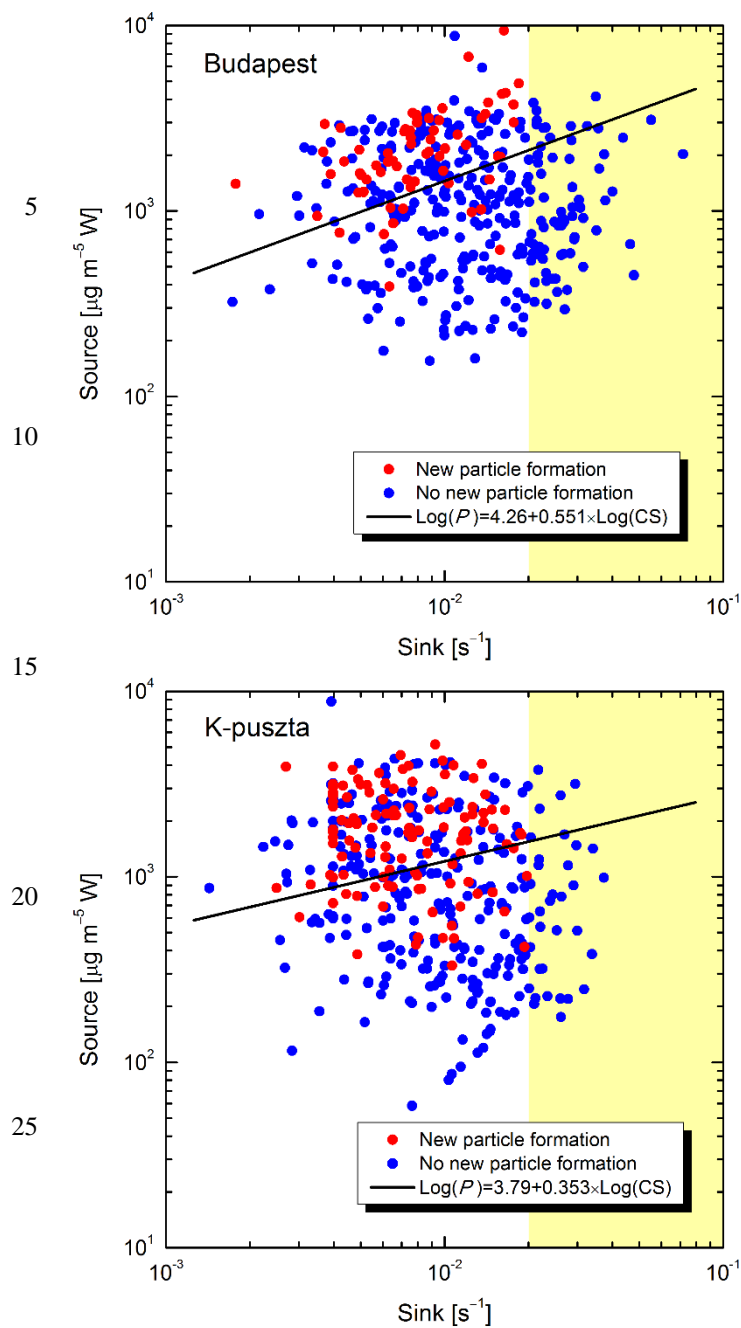 10⁴
Budapest
5
10³
Source [µg m⁻⁵ W]
10²
10
New particle formation
No new particle formation
Log(P)=4.26+0.551×Log(CS)
10¹
10⁻³
10⁻²
10⁻¹
Sink [s⁻¹]
15
10⁴
K-puszta
10³
20
Source [µg m⁻⁵ W]
10²
25
New particle formation
No new particle formation
Log(P)=3.79+0.353×Log(CS)
10¹
10⁻³
10⁻²
10⁻¹
Sink [s⁻¹]